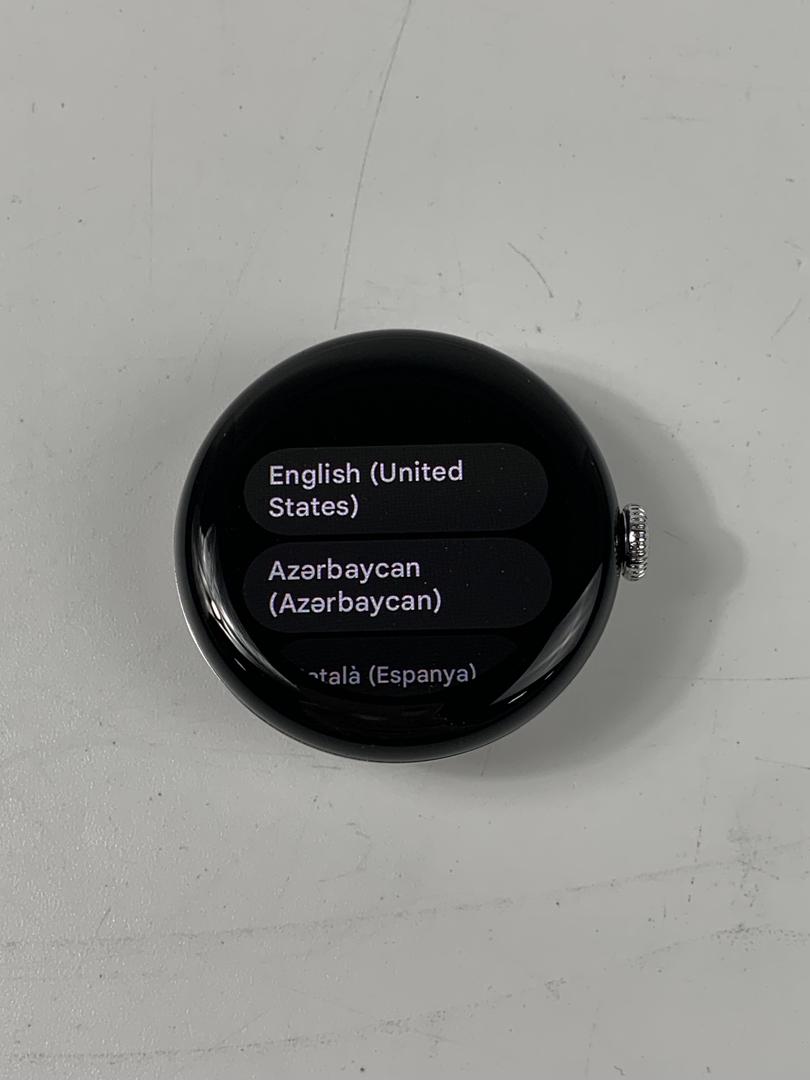 English (United
States)
Azərbaycan
(Azərbaycan)
(Espanya)